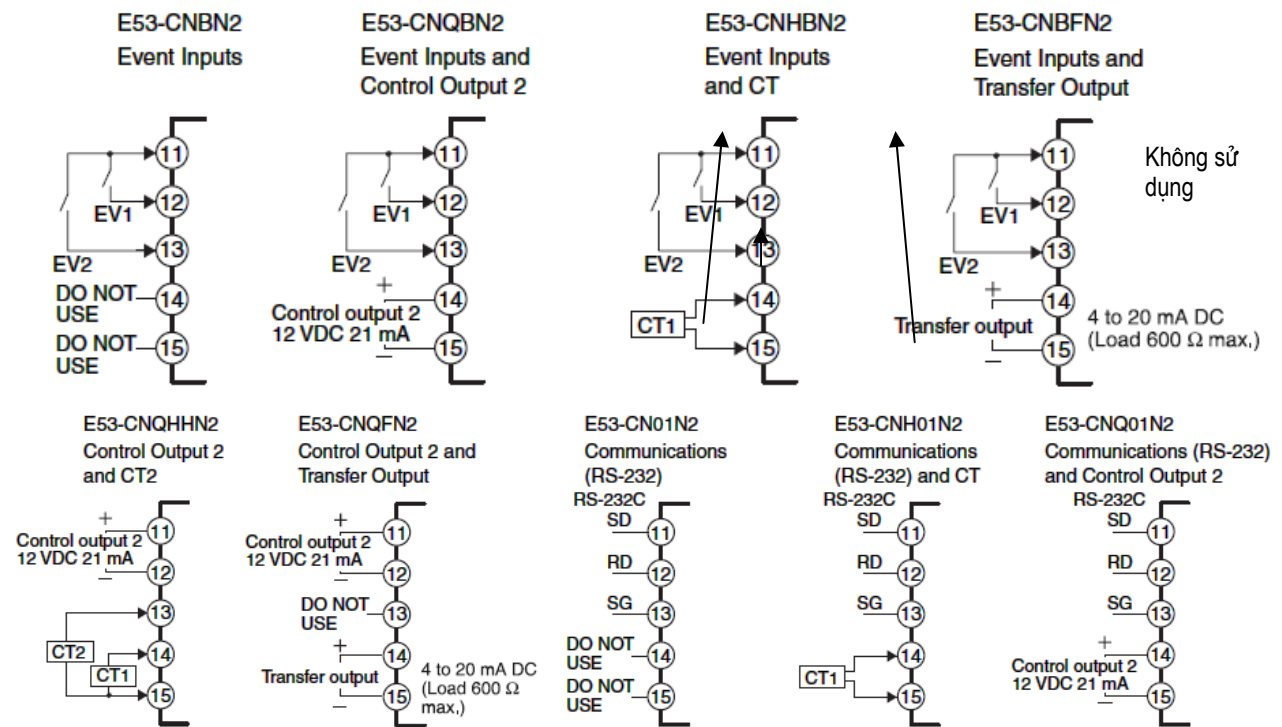 E53-CNBN2
Event Inputs
11
12
EV1
13
EV2
DO NOT
USE
14
DO NOT
USE
15
E53-CNQBN2
Event Inputs and
Control Output 2
11
12
EV1
13
EV2
+
14
Control output 2
12 VDC 21 mA
15
–
E53-CNHBN2
Event Inputs
and CT
11
12
EV1
13
EV2
14
CT1
15
E53-CNBFN2
Event Inputs and
Transfer Output
11
12
EV1
13
EV2
+
14
Transfer output
4 to 20 mA DC
(Load 600 Ω max,)
15
–
Không sử
dụng
E53-CNQHHN2
Control Output 2
and CT2
+
11
Control output 2
12 VDC 21 mA
12
–
13
CT2
14
CT1
15
E53-CNQFN2
Control Output 2 and
Transfer Output
+
11
Control output 2
12 VDC 21 mA
12
–
DO NOT
USE
13
+
14
Transfer output
4 to 20 mA DC
(Load 600 Ω
max,)
15
–
E53-CN01N2
Communications
(RS-232)
RS-232C
SD
11
RD
12
SG
13
DO NOT
USE
14
DO NOT
USE
15
E53-CNH01N2
Communications
(RS-232) and CT
RS-232C
SD
11
RD
12
SG
13
14
CT1
15
E53-CNQ01N2
Communications (RS-232)
and Control Output 2
RS-232C
SD
11
RD
12
SG
13
+
14
Control output 2
12 VDC 21 mA
15
–